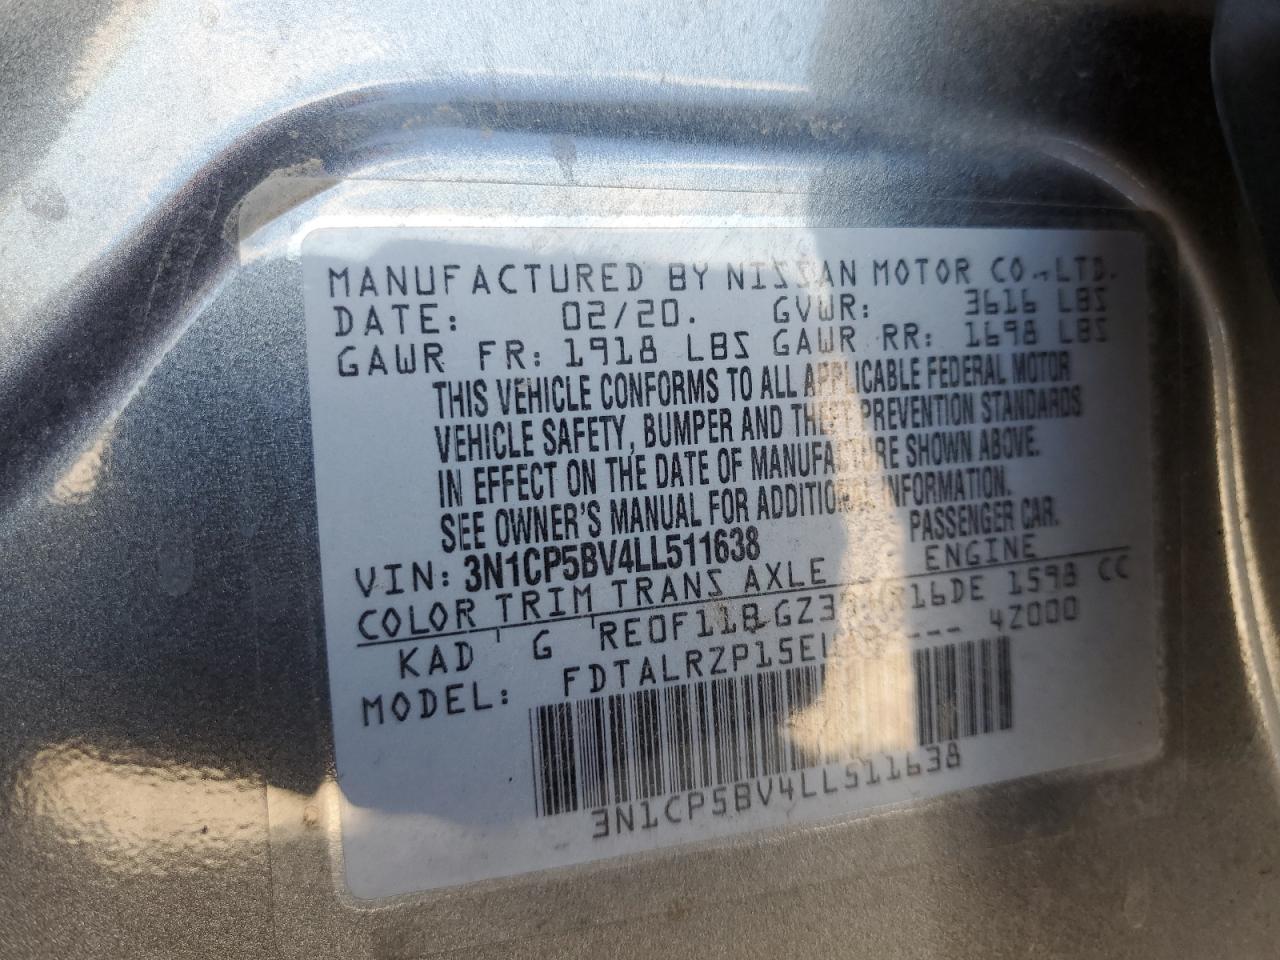 MANUFACTURED BY NISSAN MOTOR CO., LTD.
DATE: 02/20. GVWR: 3616 LBS
GAWR FR: 1918 LBS GAWR RR: 1698 LBS
THIS VEHICLE CONFORMS TO ALL APPLICABLE FEDERAL MOTOR
VEHICLE SAFETY, BUMPER AND THEFT PREVENTION STANDARDS
IN EFFECT ON THE DATE OF MANUFACTURE SHOWN ABOVE.
SEE OWNER'S MANUAL FOR ADDITIONAL INFORMATION.
VIN: 3N1CP5BV4LL511638 PASSENGER CAR.
COLOR TRIM TRANS AXLE ENGINE
KAD G RE0F11B 1598 CC
MODEL: 4Z000
3N1CP5BV4LL511638